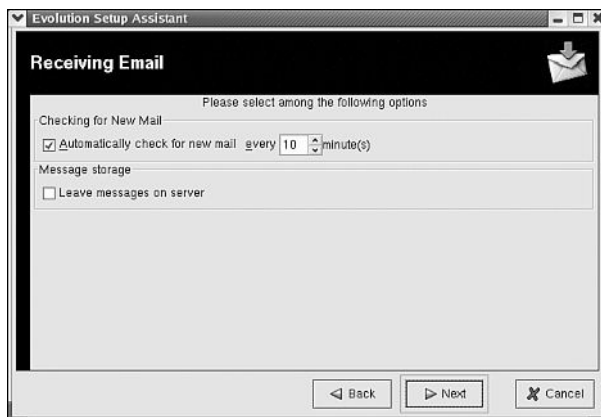 Evolution Setup Assistant
Receiving Email
Please select among the following options
Checking for New Mail
Automatically check for new mail every 10 minute(s)
Message storage
Leave messages on server
Back Next Cancel